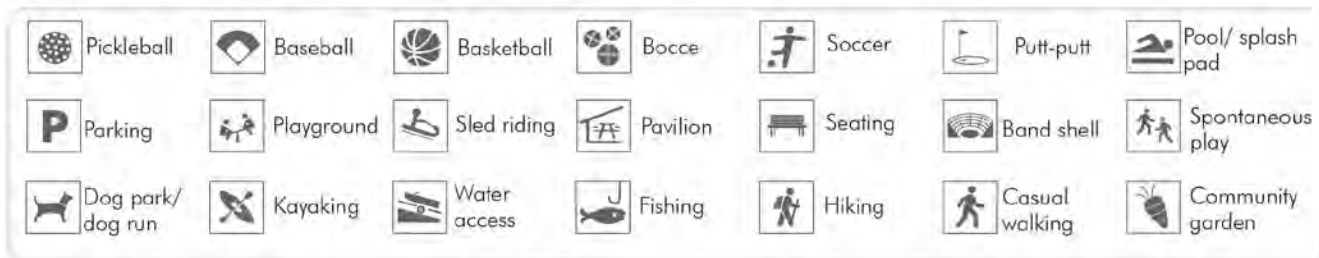 Pickleball
Baseball
Basketball
Bocce
Soccer
Putt-putt
Pool/ splash
pad
P
Parking
Playground
Sled riding
Pavilion
Seating
Band shell
Spontaneous
play
Dog park/
dog run
Kayaking
Water
access
Fishing
Hiking
Casual
walking
Community
garden